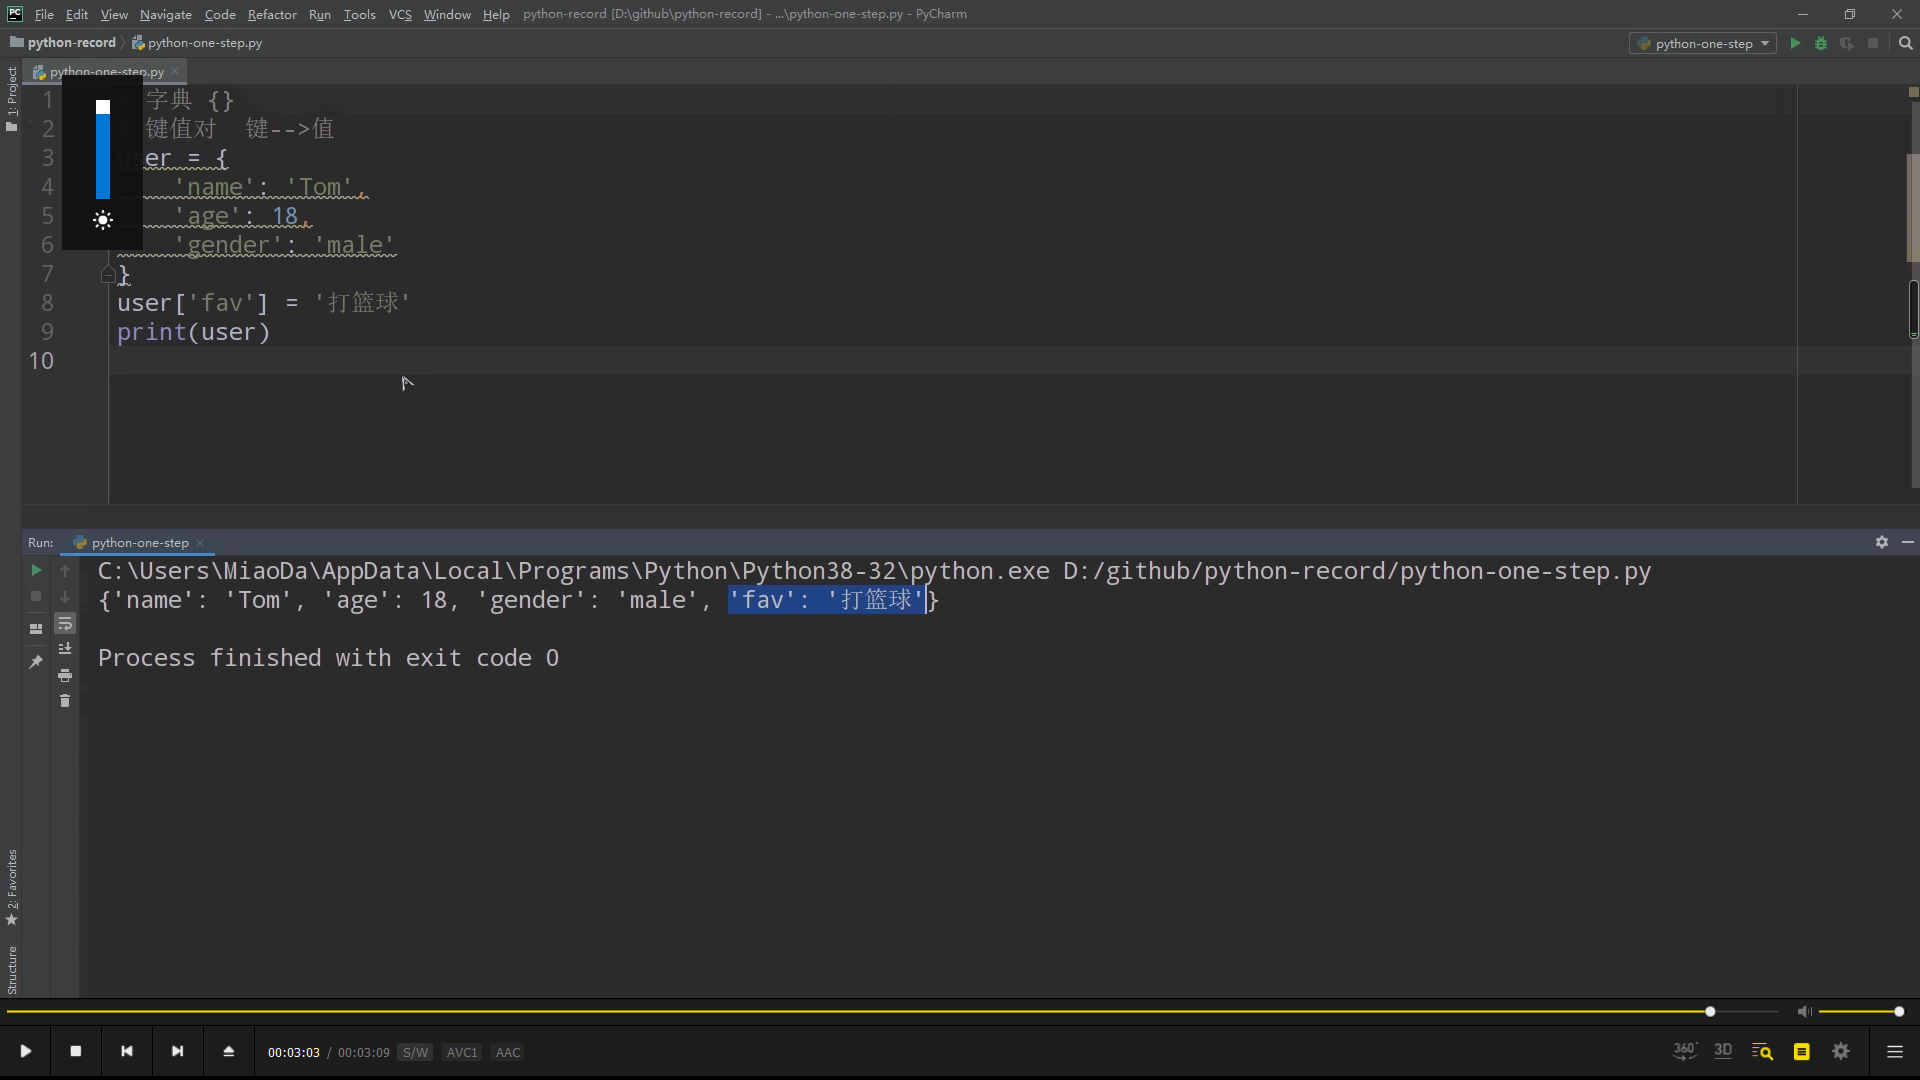 PC File Edit View Navigate Code Refactor Run Tools VCS Window Help python-record [D:\github\python-record] - ...\python-one-step.py - PyCharm
python-record python-one-step.py python-one-step
1: Project
python-one-step.py
1 字典 {}
2 键值对  键-->值
3 user = {
4 'name': 'Tom',
5 'age': 18,
6 'gender': 'male'
7 }
8 user['fav'] = '打篮球'
9 print(user)
10
Run: python-one-step
C:\Users\MiaoDa\AppData\Local\Programs\Python\Python38-32\python.exe D:/github/python-record/python-one-step.py
{'name': 'Tom', 'age': 18, 'gender': 'male', 'fav': '打篮球'}
Process finished with exit code 0
2: Favorites
Structure
00:03:03 / 00:03:09 S/W AVC1 AAC 360° 3D